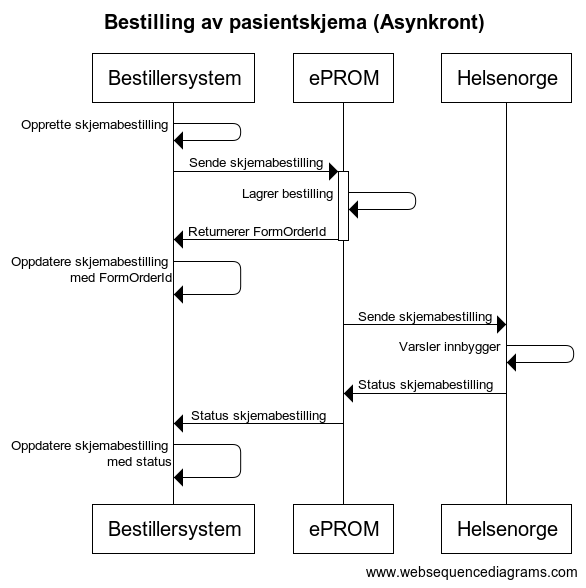 Bestilling av pasientskjema (Asynkront)
Bestillersystem
ePROM
Helsenorge
Opprette skjemabestilling
Sende skjemabestilling
Lagrer bestilling
Returnerer FormOrderId
Oppdatere skjemabestilling
med FormOrderId
Sende skjemabestilling
Varsler innbygger
Status skjemabestilling
Status skjemabestilling
Oppdatere skjemabestilling
med status
Bestillersystem
ePROM
Helsenorge
www.websequencediagrams.com